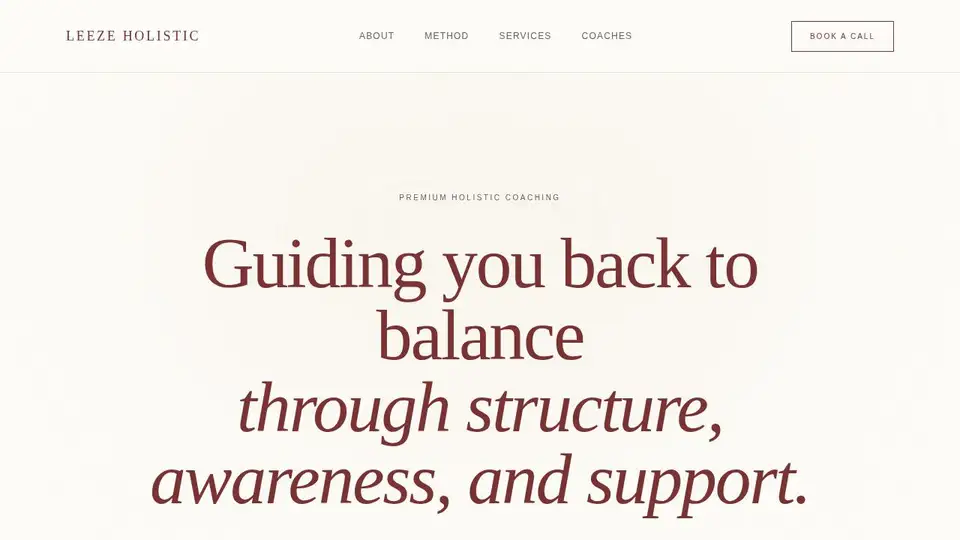 LEEZE HOLISTIC
ABOUT
METHOD
SERVICES
COACHES
BOOK A CALL
PREMIUM HOLISTIC COACHING
Guiding you back to
balance
through structure,
awareness, and support.